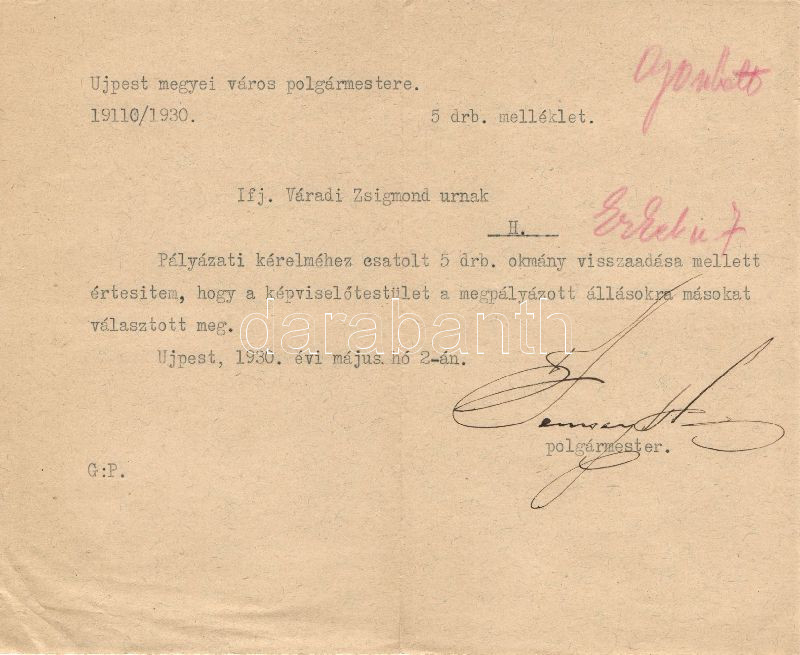 Ujpest megyei város polgármestere.
19110/1930. 5 drb. melléklet.
Ifj. Váradi Zsigmond urnak
H.
Erkel u 7
Pályázati kérelméhez csatolt 5 drb. okmány visszaadása mellett
értesitem, hogy a képviselőtestület a megpályázott állásokra másokat
választott meg.
darabanth
Ujpest, 1930. évi május hó 2-án.
polgármester.
G:P.